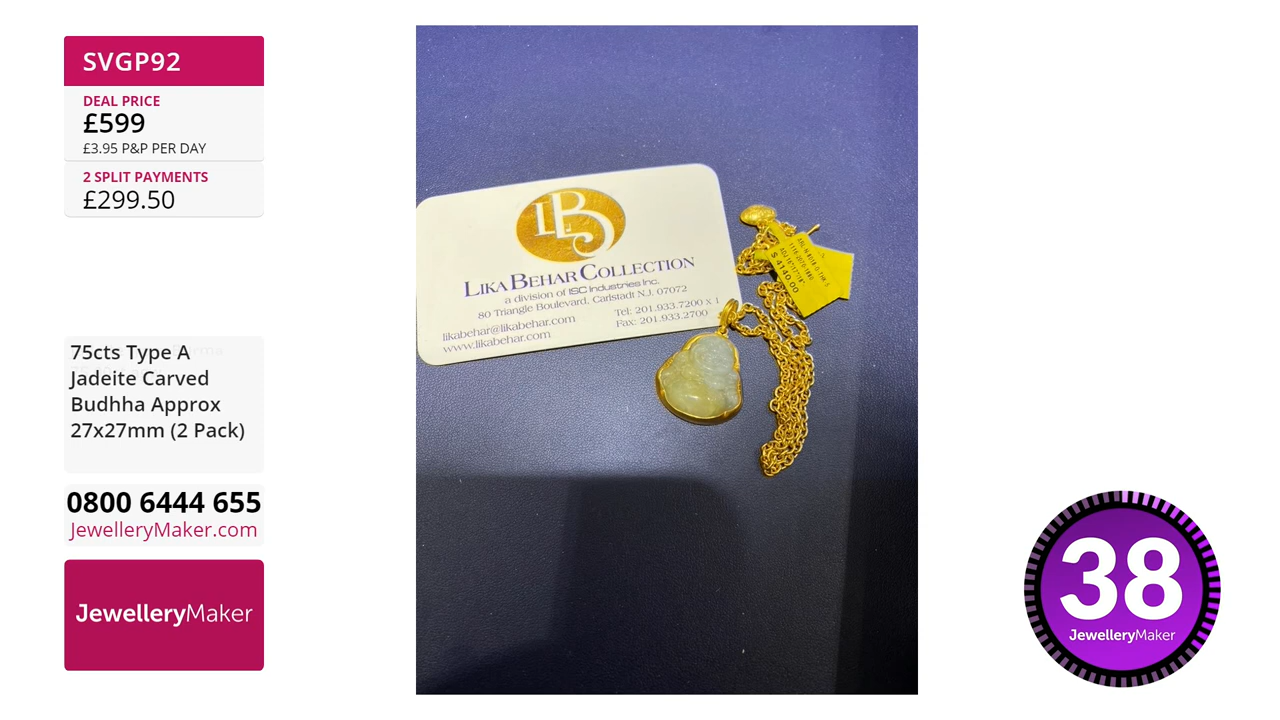 SVGP92
DEAL PRICE
£599
£3.95 P&P PER DAY
2 SPLIT PAYMENTS
£299.50
75cts Type A
Jadeite Carved
Budhha Approx
27x27mm (2 Pack)
0800 6444 655
JewelleryMaker.com
JewelleryMaker
LB
LIKA BEHAR COLLECTION
a division of ISC Industries Inc.
80 Triangle Boulevard, Carlstadt N.J. 07072
likabehar@likabehar.com
Tel: 201.933.7200 x 1
www.likabehar.com
Fax: 201.933.2700
$ 4140.00
38
JewelleryMaker